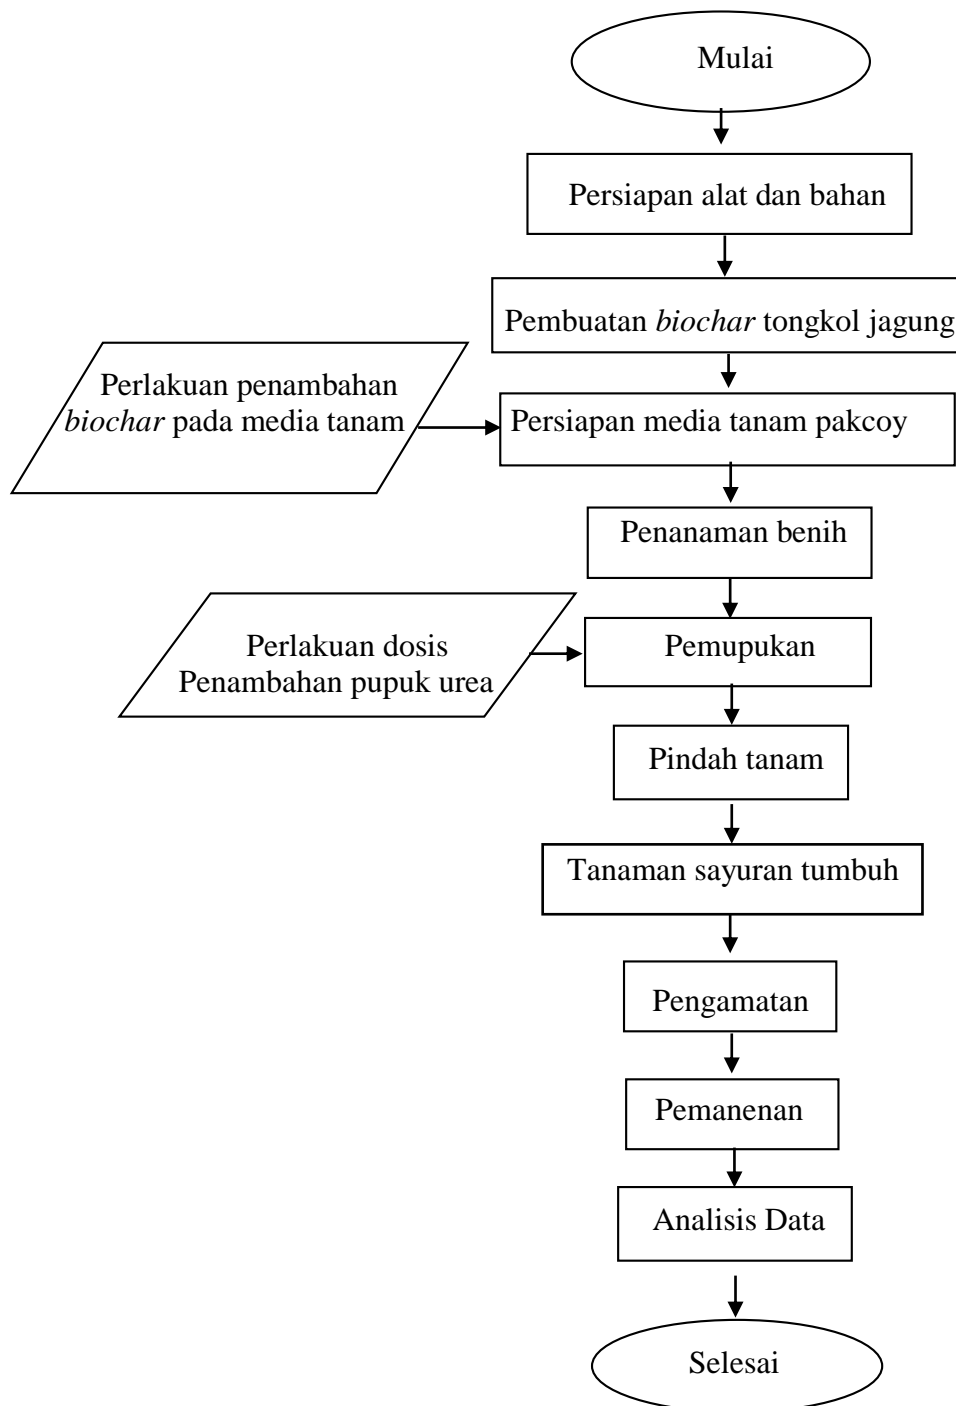 Mulai
Persiapan alat dan bahan
Pembuatan biochar tongkol jagung
Perlakuan penambahan
biochar pada media tanam
Persiapan media tanam pakcoy
Penanaman benih
Perlakuan dosis
Penambahan pupuk urea
Pemupukan
Pindah tanam
Tanaman sayuran tumbuh
Pengamatan
Pemanenan
Analisis Data
Selesai